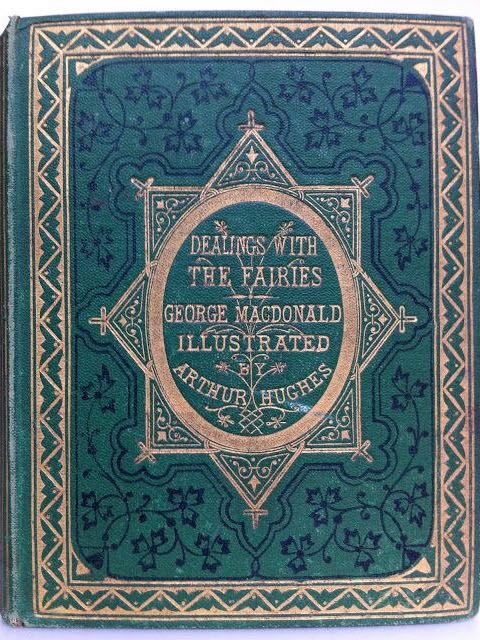 DEALINGS WITH
THE FAIRIES
GEORGE MACDONALD
ILLUSTRATED
BY
ARTHUR HUGHES